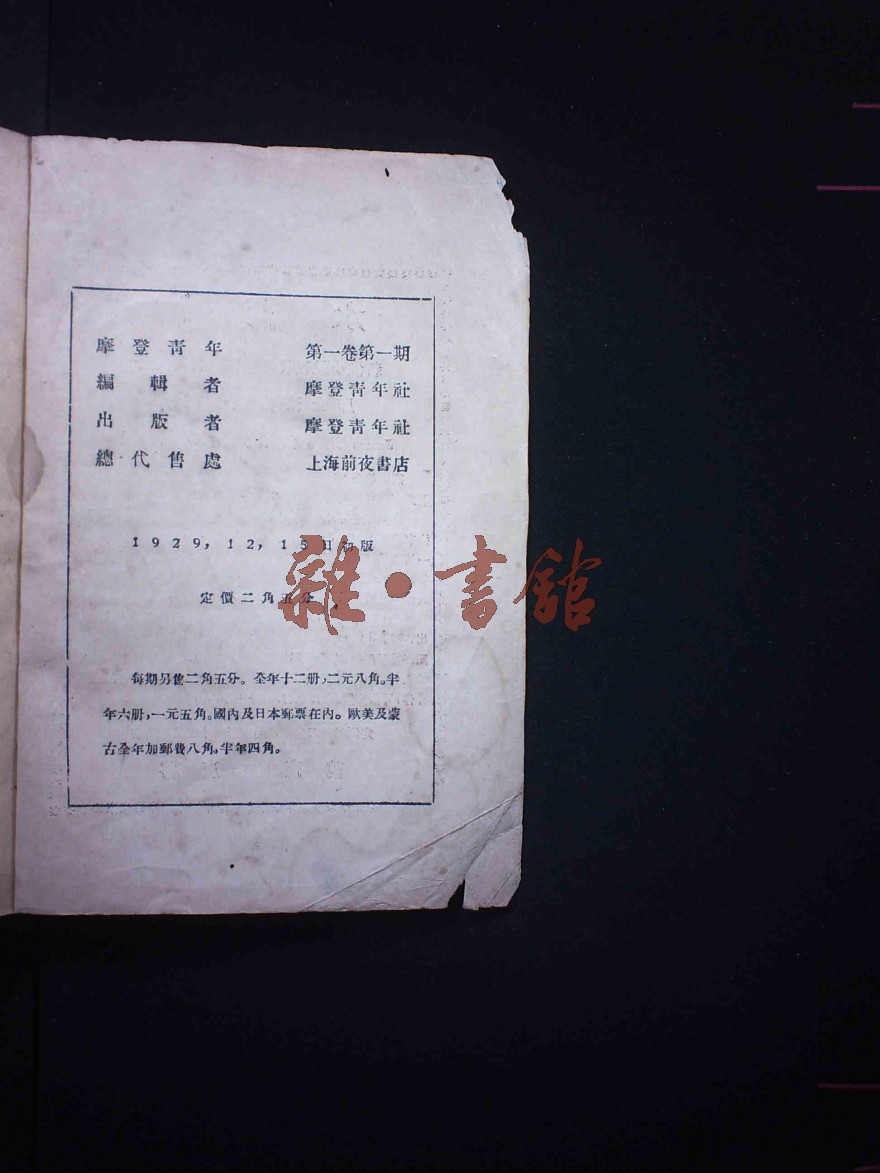 摩登靑年 第一卷第一期
編輯者 摩登靑年社
出版者 摩登靑年社
總代售處 上海前夜書店
1929, 12, 15日初版
定價二角五分
每期另售二角五分。全年十二册,二元八角。半
年六册,一元五角。國內及日本郵票在內。歐美及蒙
古全年加郵費八角,半年四角。
雜·書館